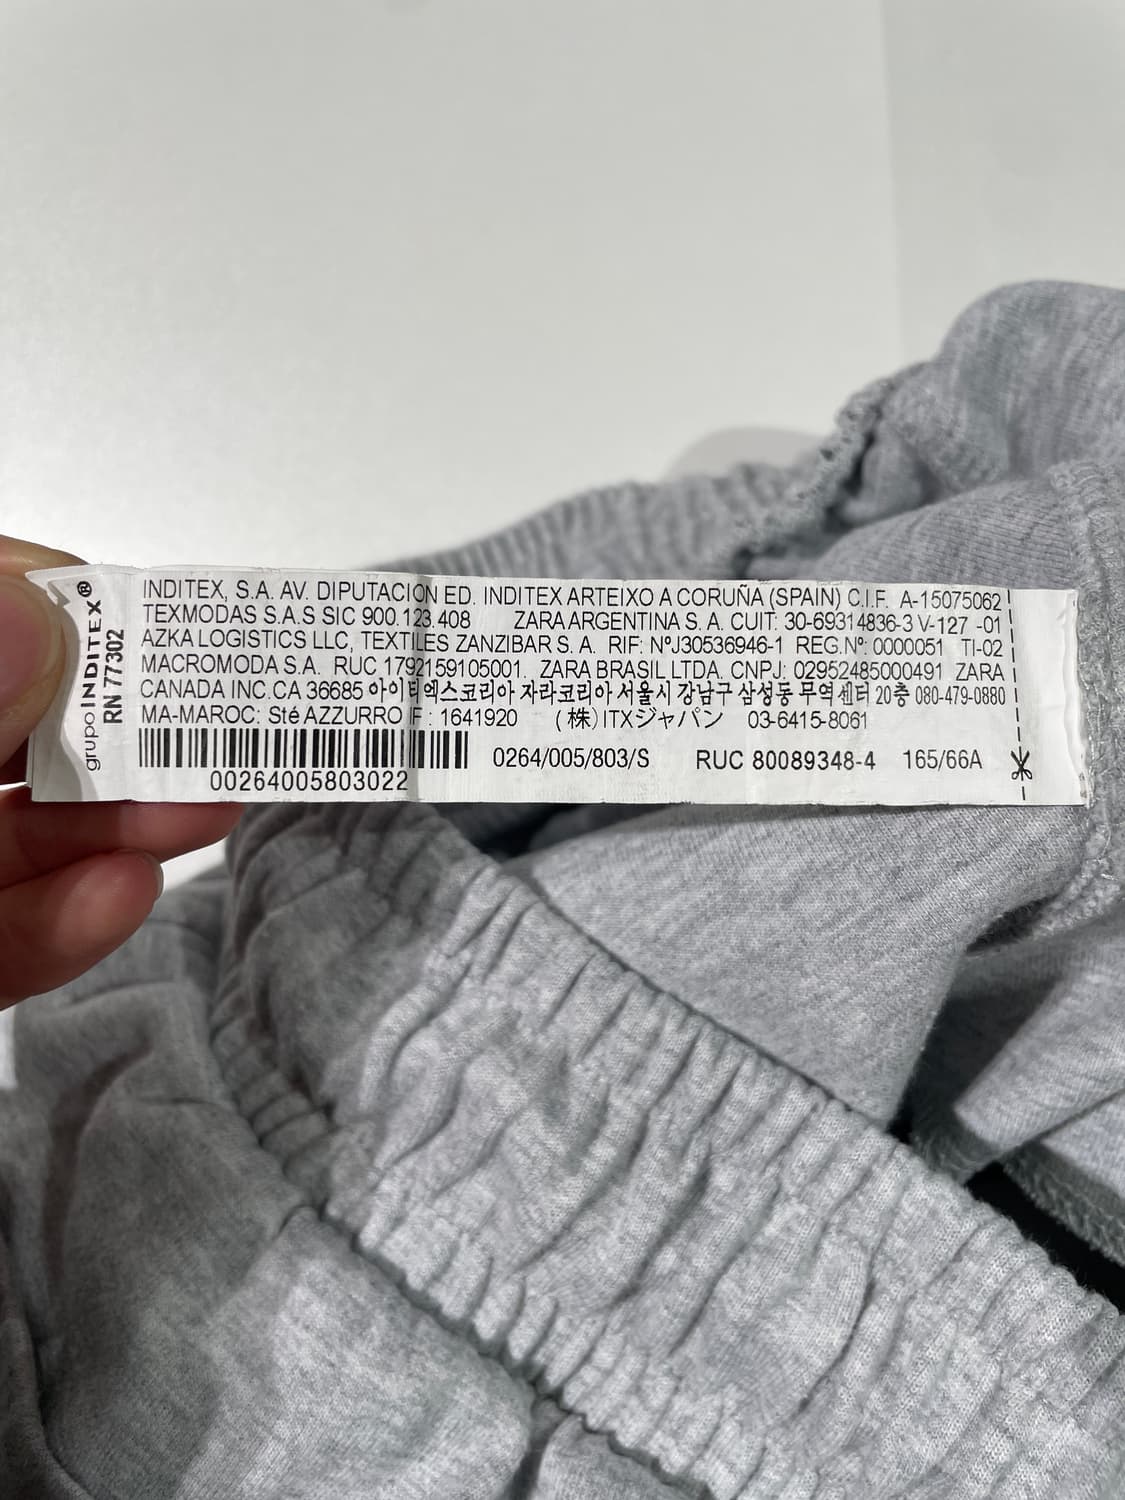 grupo INDITEX®
RN 77302
INDITEX, S.A. AV. DIPUTACION ED. INDITEX ARTEIXO A CORUÑA (SPAIN) C.I.F. A-15075062
TEXMODAS S.A.S SIC 900.123.408 ZARA ARGENTINA S. A. CUIT: 30-69314836-3 V-127 -01
AZKA LOGISTICS LLC, TEXTILES ZANZIBAR S. A. RIF: NºJ30536946-1 REG.Nº: 0000051 TI-02
MACROMODA S.A. RUC 1792159105001. ZARA BRASIL LTDA. CNPJ: 02952485000491 ZARA
CANADA INC.CA 36685 아이티엑스코리아 자라코리아 서울시 강남구 삼성동 무역센터 20층 080-479-0880
MA-MAROC: Sté AZZURRO IF : 1641920 (株)ITXジャパン 03-6415-8061
0264/005/803/S RUC 80089348-4 165/66A
00264005803022